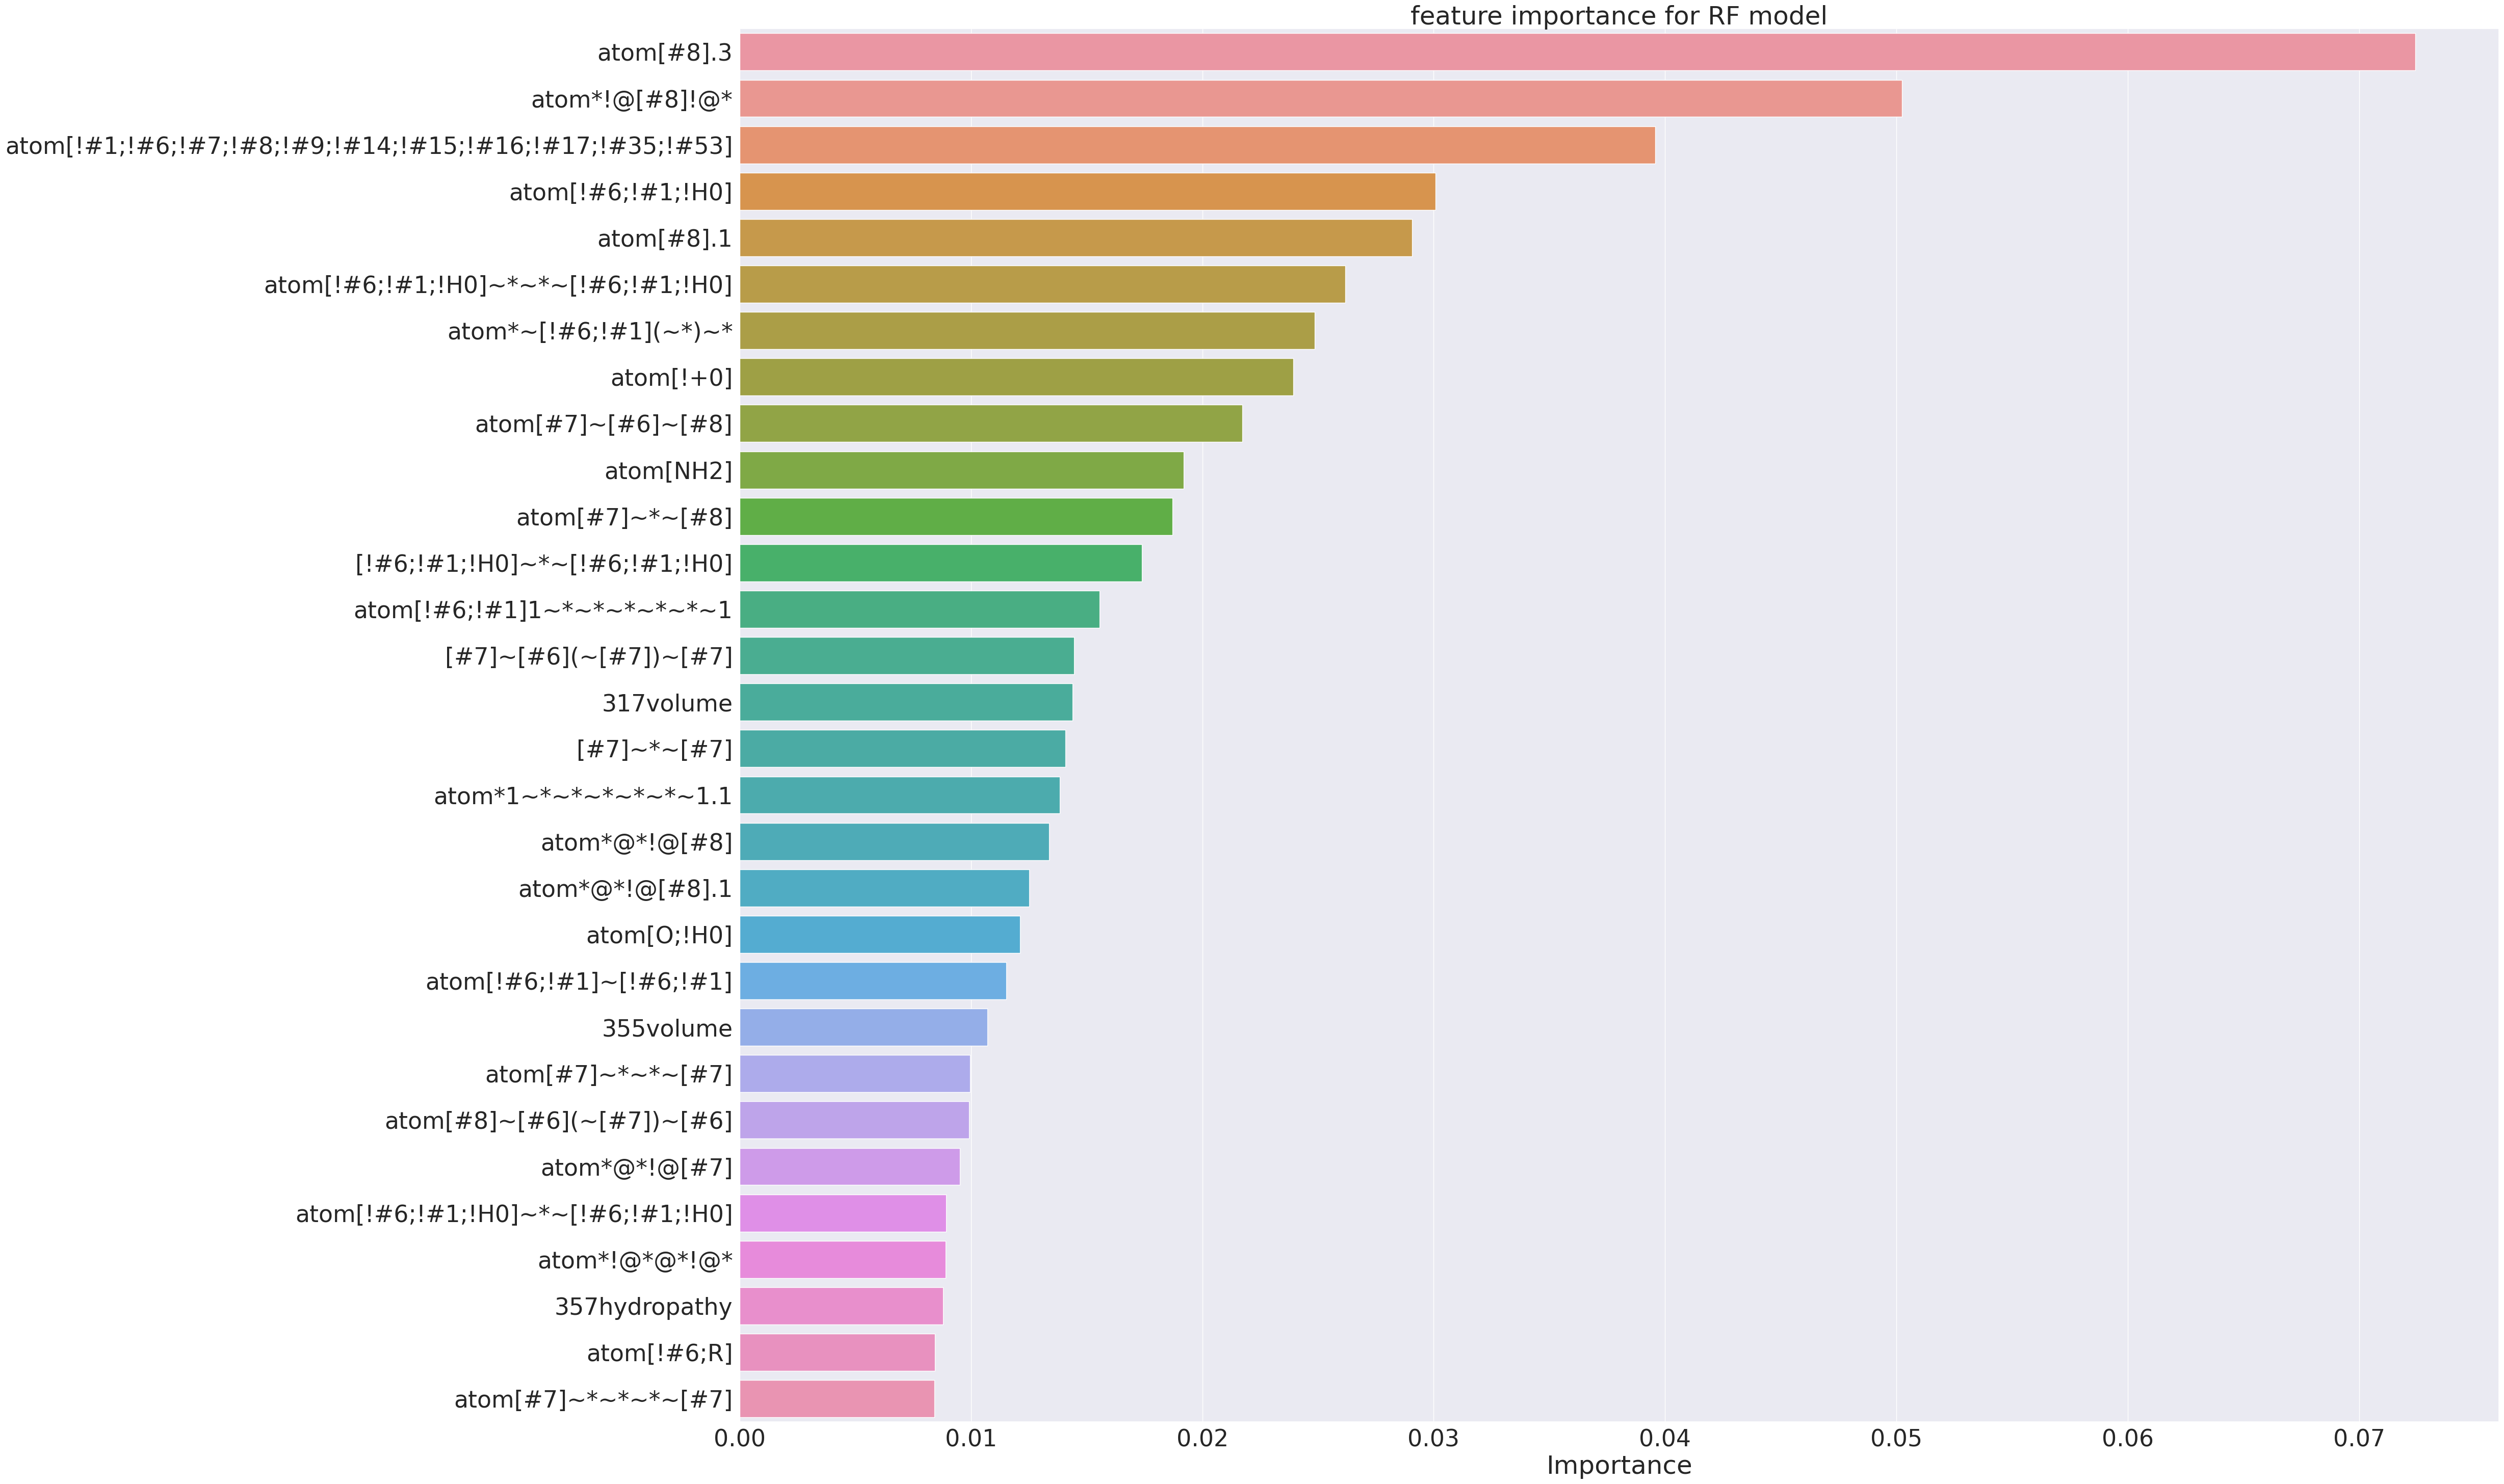 feature importance for RF model
atom[#8].3
atom*!@[#8]!@*
atom[!#1;!#6;!#7;!#8;!#9;!#14;!#15;!#16;!#17;!#35;!#53]
atom[!#6;!#1;!H0]
atom[#8].1
atom[!#6;!#1;!H0]~*~*~[!#6;!#1;!H0]
atom*~[!#6;!#1](~*)~*
atom[!+0]
atom[#7]~[#6]~[#8]
atom[NH2]
atom[#7]~*~[#8]
[!#6;!#1;!H0]~*~[!#6;!#1;!H0]
atom[!#6;!#1]1~*~*~*~*~*~1
[#7]~[#6](~[#7])~[#7]
317volume
[#7]~*~[#7]
atom*1~*~*~*~*~*~1.1
atom*@*!@[#8]
atom*@*!@[#8].1
atom[O;!H0]
atom[!#6;!#1]~[!#6;!#1]
355volume
atom[#7]~*~*~[#7]
atom[#8]~[#6](~[#7])~[#6]
atom*@*!@[#7]
atom[!#6;!#1;!H0]~*~[!#6;!#1;!H0]
atom*!@*@*!@*
357hydropathy
atom[!#6;R]
atom[#7]~*~*~*~[#7]
0.00 0.01 0.02 0.03 0.04 0.05 0.06 0.07
Importance